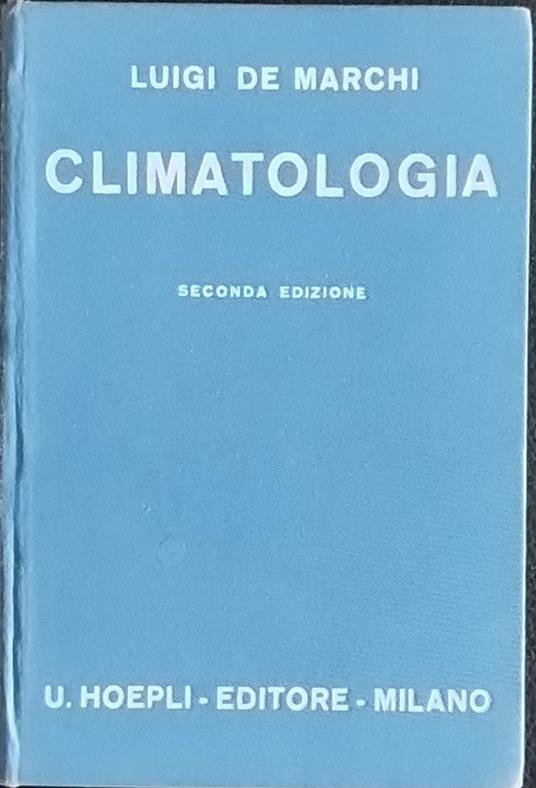 LUIGI DE MARCHI
CLIMATOLOGIA
SECONDA EDIZIONE
U. HOEPLI - EDITORE - MILANO